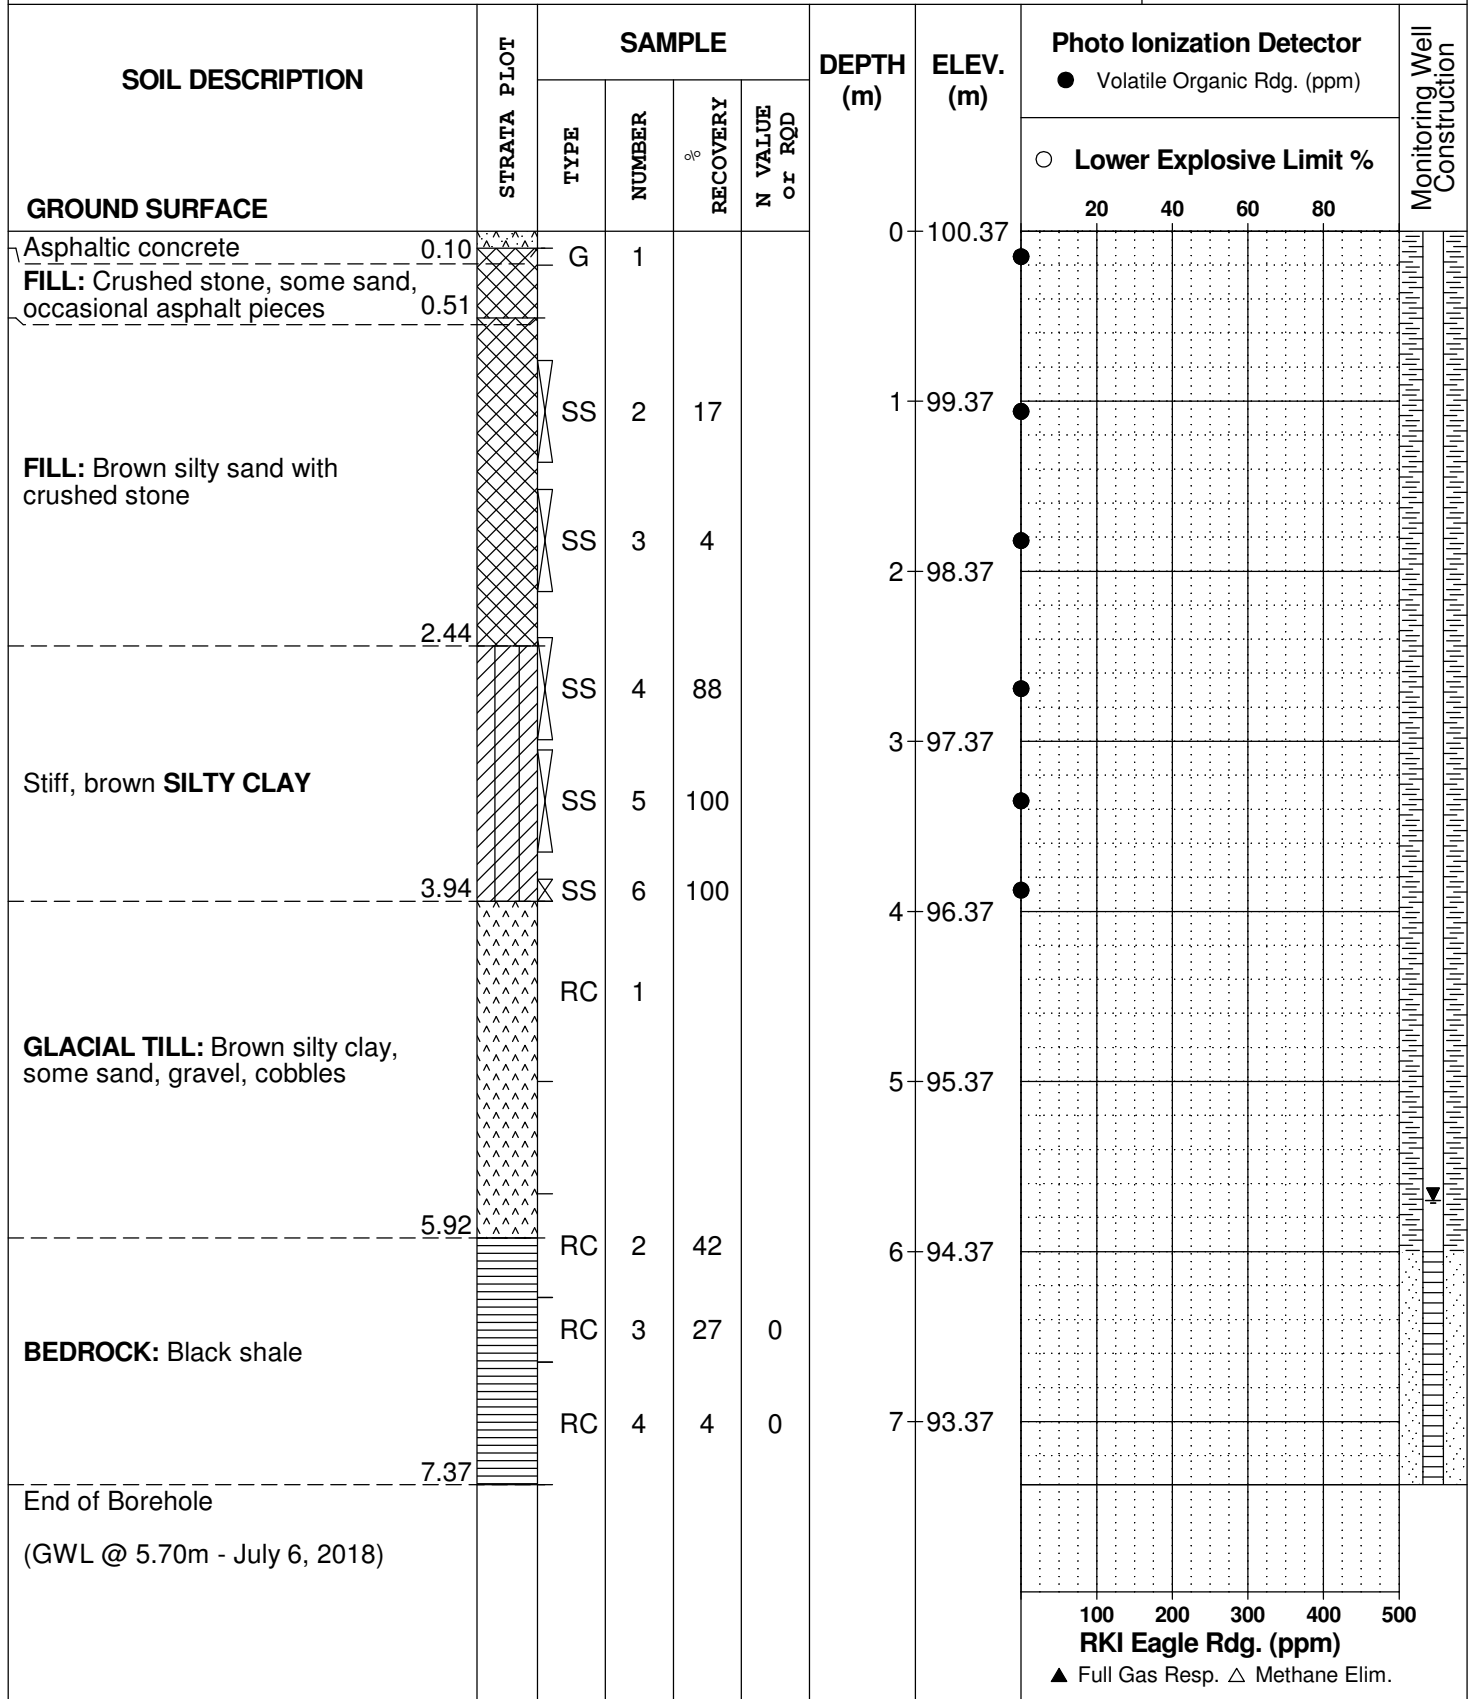 SOIL DESCRIPTION
GROUND SURFACE
STRATA PLOT
SAMPLE
TYPE
NUMBER
% RECOVERY
N VALUE or RQD
DEPTH (m)
ELEV. (m)
Photo Ionization Detector
● Volatile Organic Rdg. (ppm)
○ Lower Explosive Limit %
20 40 60 80
Monitoring Well Construction
0 100.37
Asphaltic concrete 0.10
G 1
FILL: Crushed stone, some sand,
occasional asphalt pieces 0.51
1 99.37
SS 2 17
FILL: Brown silty sand with
crushed stone
SS 3 4
2 98.37
2.44
SS 4 88
3 97.37
Stiff, brown SILTY CLAY
SS 5 100
3.94
SS 6 100
4 96.37
RC 1
GLACIAL TILL: Brown silty clay,
some sand, gravel, cobbles
5 95.37
5.92
RC 2 42
6 94.37
RC 3 27 0
BEDROCK: Black shale
RC 4 4 0
7 93.37
7.37
End of Borehole
(GWL @ 5.70m - July 6, 2018)
100 200 300 400 500
RKI Eagle Rdg. (ppm)
▲ Full Gas Resp. △ Methane Elim.